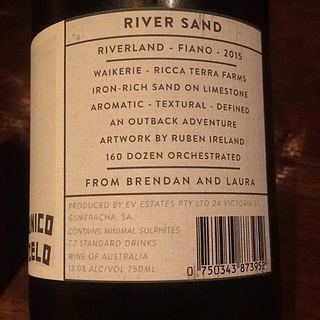 RIVER SAND
RIVERLAND - FIANO - 2015
WAIKERIE - RICCA TERRA FARMS
IRON-RICH SAND ON LIMESTONE
AROMATIC - TEXTURAL - DEFINED
AN OUTBACK ADVENTURE
ARTWORK BY RUBEN IRELAND
160 DOZEN ORCHESTRATED
FROM BRENDAN AND LAURA
PRODUCED BY EV ESTATES PTY LTD 24 VICTORIA ST,
GUMERACHA, SA.
CONTAINS MINIMAL SULPHITES
7.7 STANDARD DRINKS
WINE OF AUSTRALIA
13.0% ALC/VOL 750ML
0 750343 873959
NICO
ELO